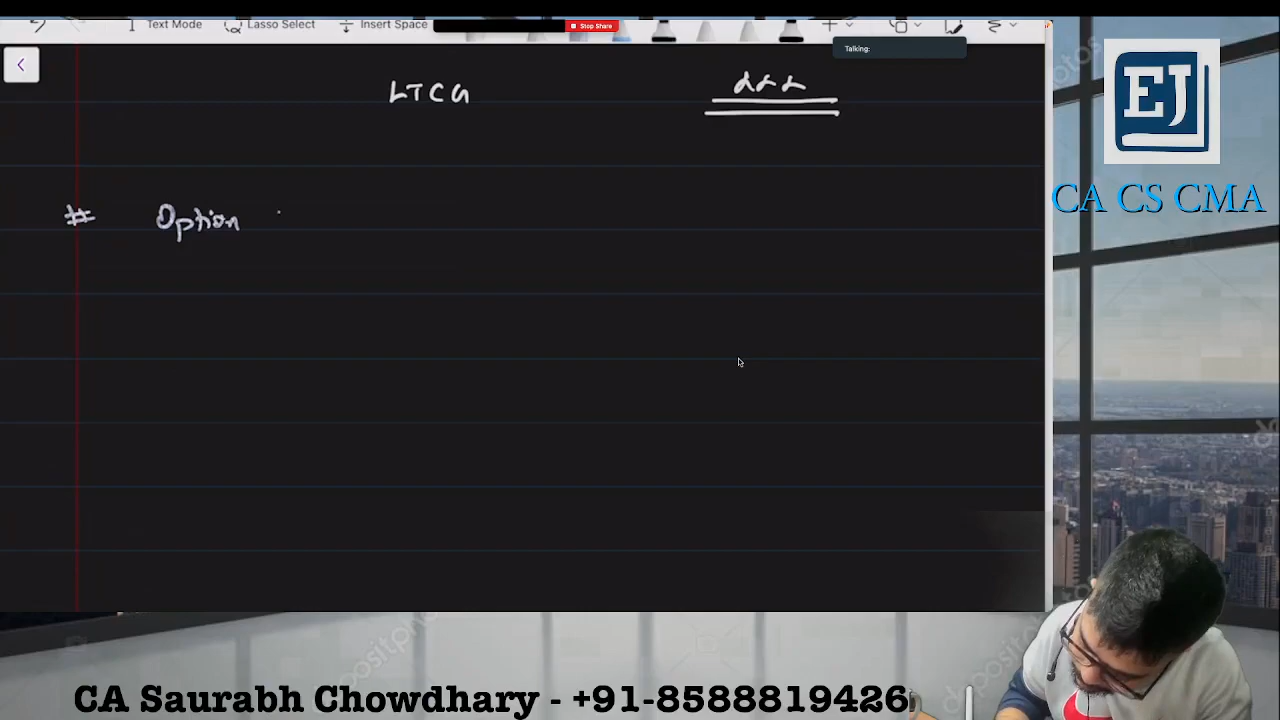 Text Mode Lasso Select Insert Space Stop Share
Talking:
LTCG
# Option
EJ
CA CS CMA
CA Saurabh Chowdhary - +91-8588819426